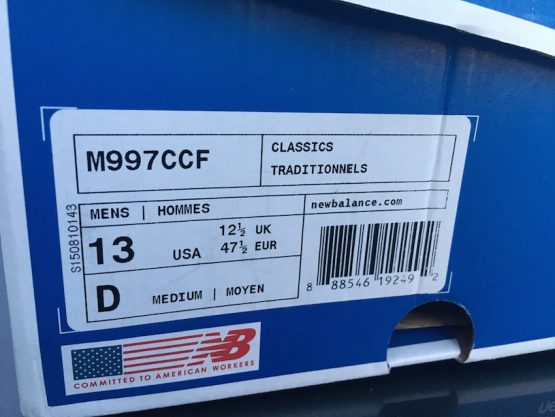 M997CCF
CLASSICS
TRADITIONNELS
MENS | HOMMES
newbalance.com
13 USA 12½ UK
47½ EUR
D MEDIUM | MOYEN
8 88546 19249 2
S150810143
NB
COMMITTED TO AMERICAN WORKERS